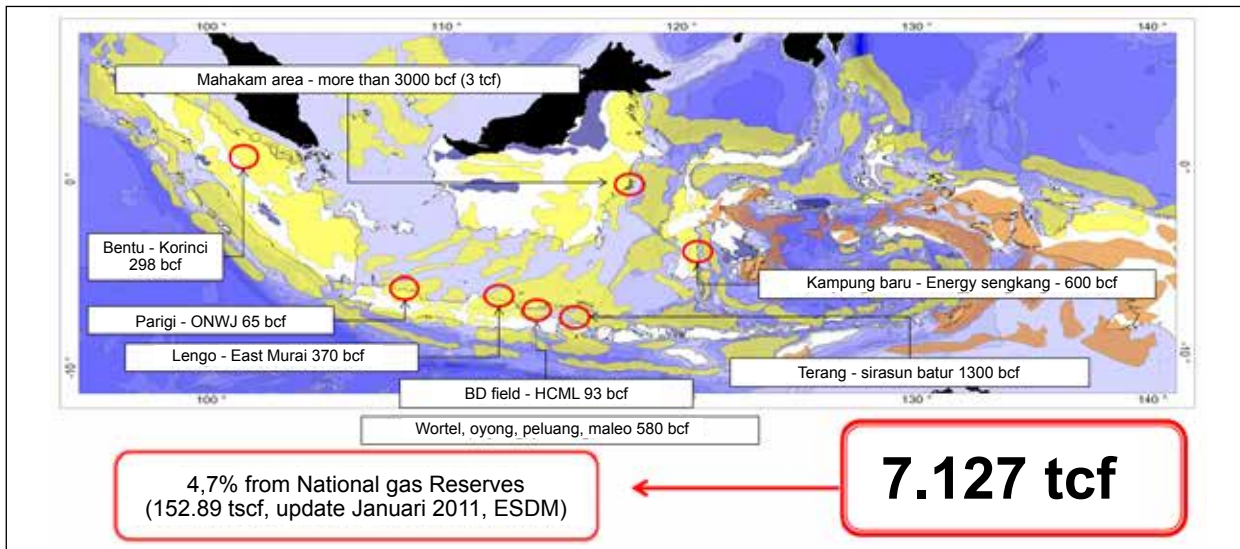 100 °
110 °
120 °
130 °
140 °
Mahakam area - more than 3000 bcf (3 tcf)
0°
0°
Bentu - Korinci
298 bcf
Kampung baru - Energy sengkang - 600 bcf
Parigi - ONWJ 65 bcf
Lengo - East Murai 370 bcf
Terang - sirasun batur 1300 bcf
-10°
-10°
BD field - HCML 93 bcf
100 °
130 °
140 °
Wortel, oyong, peluang, maleo 580 bcf
4,7% from National gas Reserves
(152.89 tscf, update Januari 2011, ESDM)
7.127 tcf